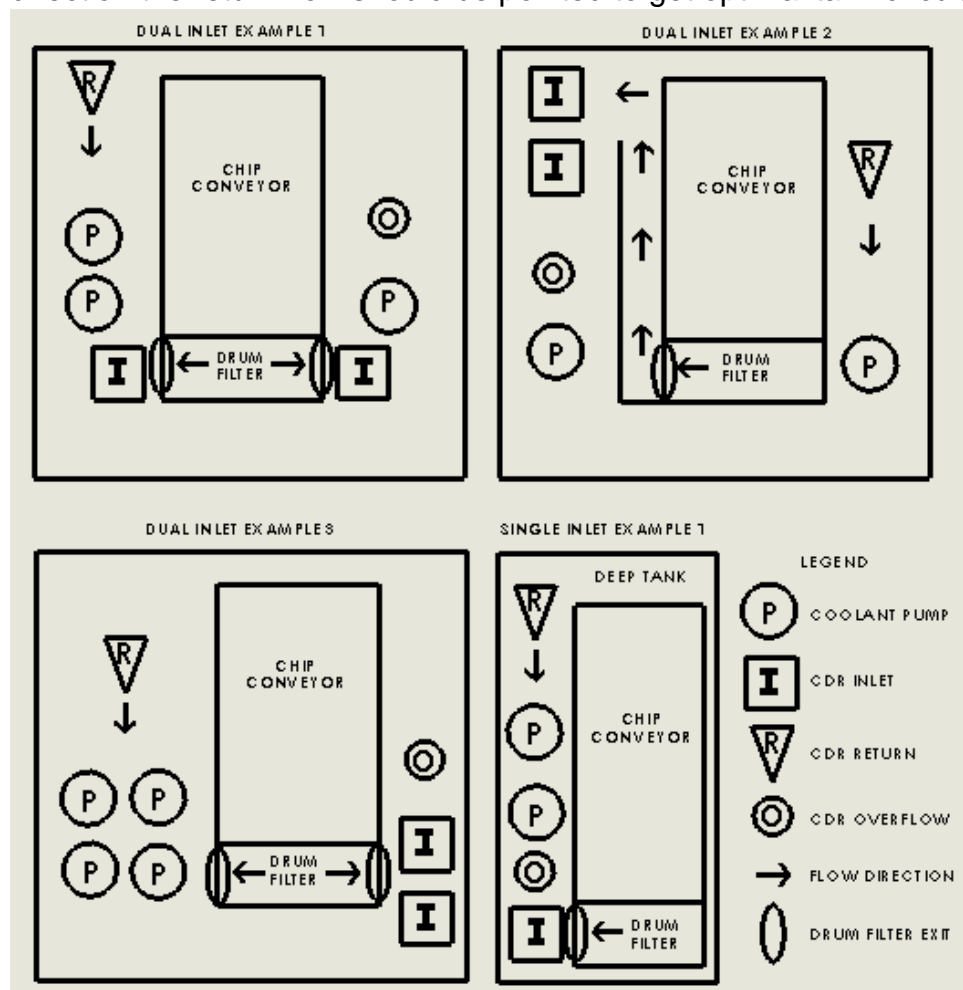 DUAL INLET EXAMPLE 1
R
CHIP
CONVEYOR
P
O
P
P
I
DRUM
FILTER
I
DUAL INLET EXAMPLE 2
I
I
CHIP
CONVEYOR
R
O
P
DRUM
FILTER
P
DUAL INLET EXAMPLE 3
R
CHIP
CONVEYOR
O
P
P
I
P
P
DRUM
FILTER
I
SINGLE INLET EXAMPLE 1
DEEP TANK
R
CHIP
CONVEYOR
P
P
O
I
DRUM
FILTER
LEGEND
P
COOLANT PUMP
I
CDR INLET
R
CDR RETURN
O
CDR OVERFLOW
FLOW DIRECTION
DRUM FILTER EXIT